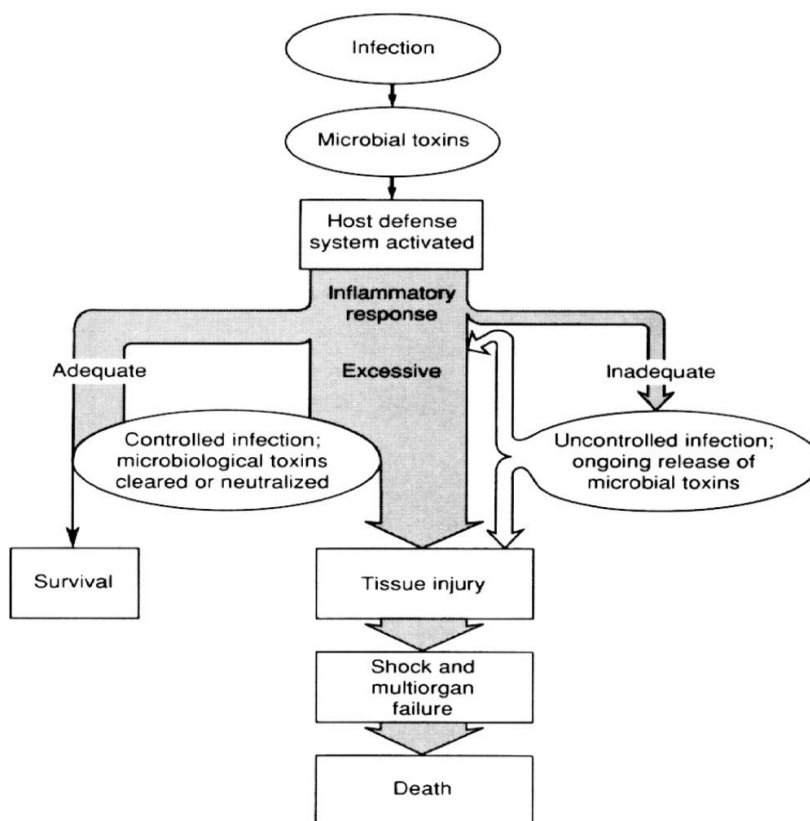 Infection
Microbial toxins
Host defense
system activated
Inflammatory
response
Adequate
Excessive
Inadequate
Controlled infection;
microbiological toxins
cleared or neutralized
Uncontrolled infection;
ongoing release of
microbial toxins
Survival
Tissue injury
Shock and
multiorgan
failure
Death